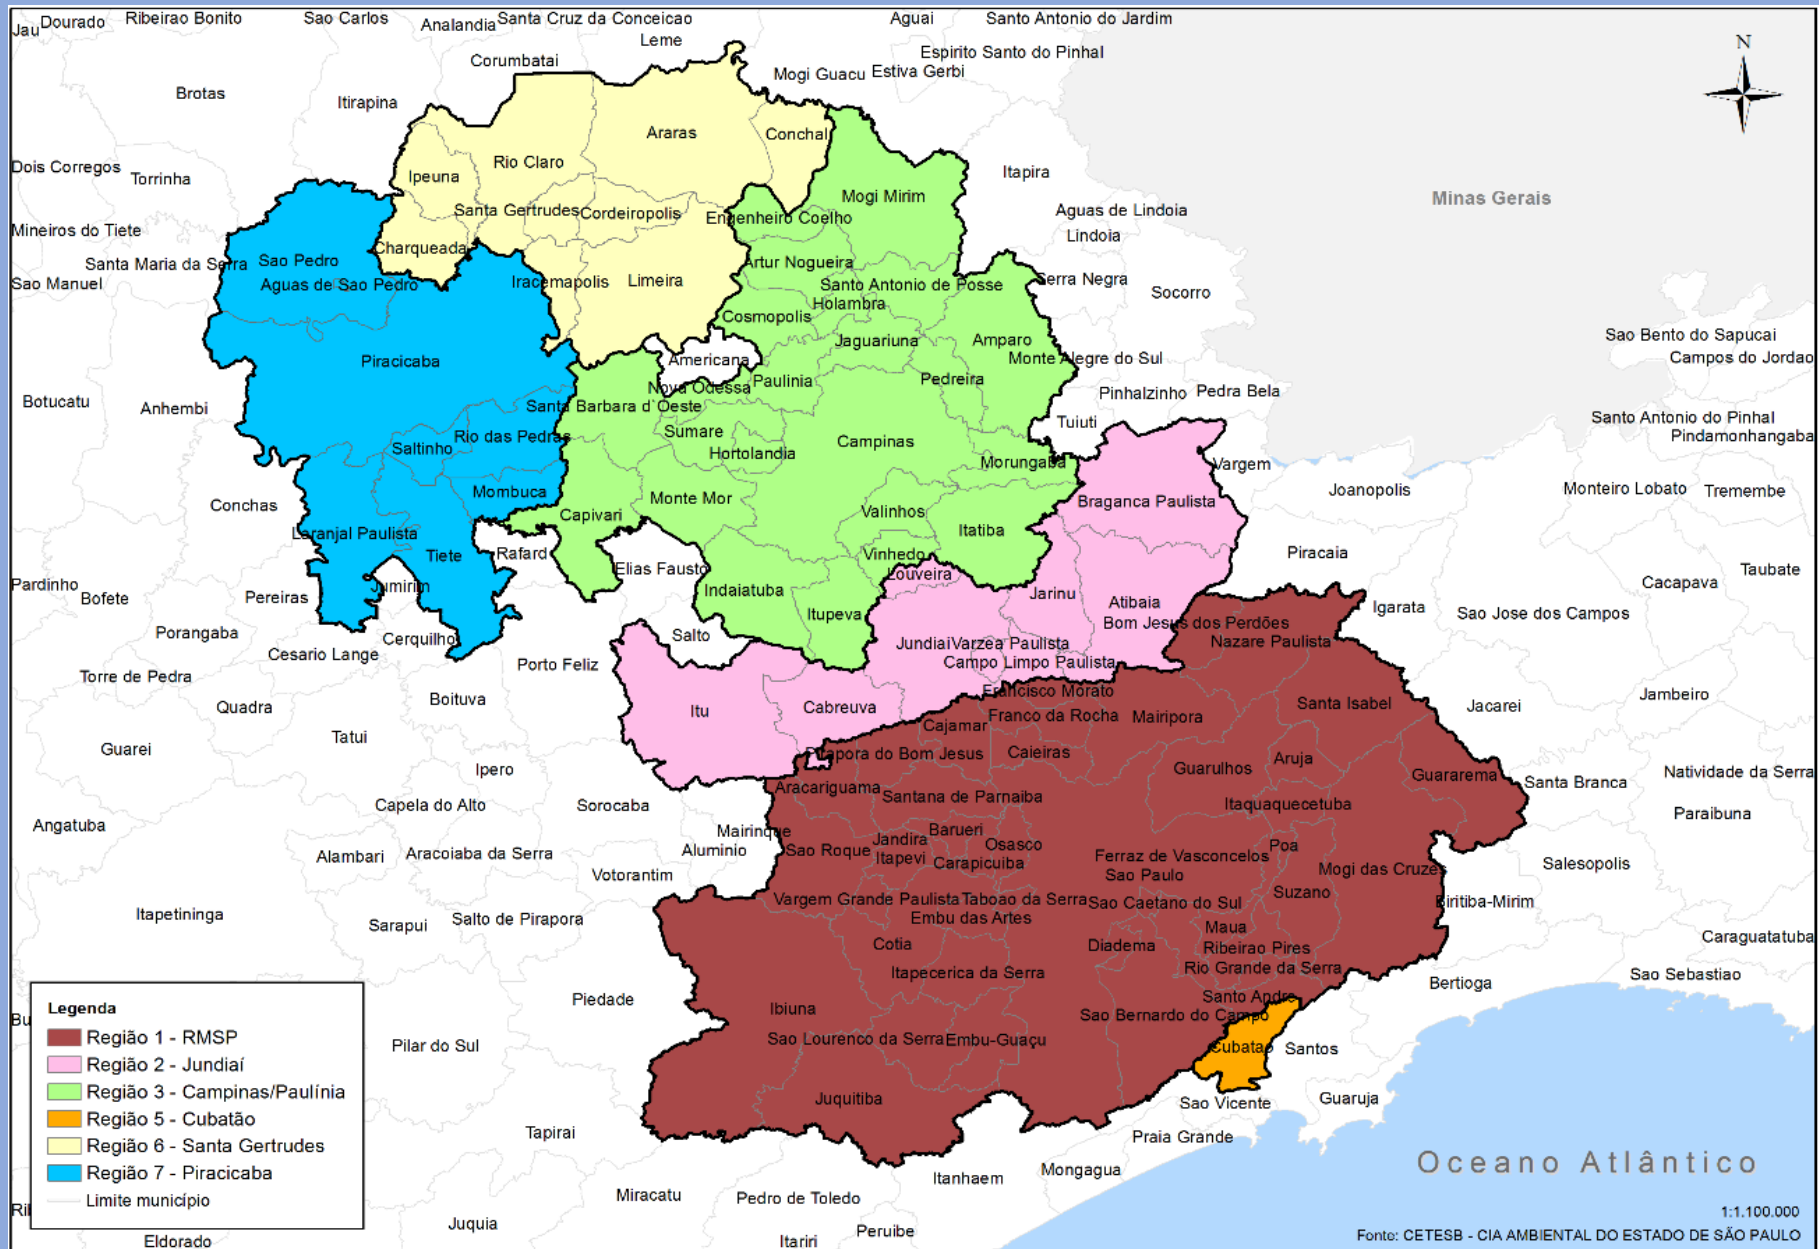 Jau
Dourado
Ribeirao Bonito
Sao Carlos
Analandia
Santa Cruz da Conceicao
Leme
Aguai
Santo Antonio do Jardim
Espirito Santo do Pinhal
Mogi Guacu
Estiva Gerbi
Corumbatai
Brotas
Itirapina
N
Araras
Conchal
Rio Claro
Dois Corregos
Torrinha
Ipeuna
Itapira
Mogi Mirim
Minas Gerais
Santa Gertrudes
Cordeiropolis
Engenheiro Coelho
Aguas de Lindoia
Lindoia
Mineiros do Tiete
Santa Maria da Serra
Sao Pedro
Charqueada
Artur Nogueira
Sao Manuel
Aguas de Sao Pedro
Iracemapolis
Limeira
Santo Antonio de Posse
Serra Negra
Socorro
Holambra
Cosmopolis
Jaguariuna
Amparo
Sao Bento do Sapucai
Campos do Jordao
Piracicaba
Americana
Monte Alegre do Sul
Nova Odessa
Paulinia
Pedreira
Pinhalzinho
Pedra Bela
Botucatu
Anhembi
Santa Barbara d'Oeste
Tuiuti
Santo Antonio do Pinhal
Pindamonhangaba
Rio das Pedras
Saltinho
Sumare
Hortolandia
Campinas
Morungaba
Vargem
Mombuca
Monte Mor
Joanopolis
Monteiro Lobato
Tremembe
Conchas
Capivari
Valinhos
Braganca Paulista
Laranjal Paulista
Itatiba
Tiete
Rafard
Vinhedo
Piracaia
Elias Fausto
Louveira
Taubate
Pardinho
Bofete
Pereiras
Jumirim
Indaiatuba
Itupeva
Jarinu
Atibaia
Igarata
Cacapava
Sao Jose dos Campos
Porangaba
Cerquilho
Salto
Bom Jesus dos Perdões
Nazare Paulista
Cesario Lange
Porto Feliz
Jundiai
Varzea Paulista
Campo Limpo Paulista
Torre de Pedra
Quadra
Boituva
Itu
Cabreuva
Francisco Morato
Santa Isabel
Jambeiro
Jacarei
Guarei
Tatui
Cajamar
Franco da Rocha
Mairipora
Pirapora do Bom Jesus
Caieiras
Ipero
Guarulhos
Aruja
Guararema
Santa Branca
Natividade da Serra
Capela do Alto
Sorocaba
Aracariguama
Santana de Parnaiba
Itaquaquecetuba
Paraibuna
Angatuba
Mairinque
Aluminio
Barueri
Jandira
Osasco
Poa
Alambari
Aracoiaba da Serra
Sao Roque
Itapevi
Carapicuiba
Ferraz de Vasconcelos
Salesopolis
Votorantim
Sao Paulo
Mogi das Cruzes
Suzano
Vargem Grande Paulista
Taboao da Serra
Sao Caetano do Sul
Biritiba-Mirim
Itapetininga
Sarapui
Salto de Pirapora
Embu das Artes
Maua
Cotia
Diadema
Ribeirao Pires
Caraguatatuba
Itapecerica da Serra
Rio Grande da Serra
Sao Sebastiao
Bertioga
Piedade
Ibiuna
Santo Andre
Sao Bernardo do Campo
Bu
Pilar do Sul
Sao Lourenco da Serra
Embu-Guaçu
Cubatao
Santos
Juquitiba
Sao Vicente
Guaruja
Tapirai
Praia Grande
Mongagua
Itanhaem
Oceano Atlântico
Miracatu
Pedro de Toledo
Juquia
Peruibe
Itariri
Eldorado
Legenda
Região 1 - RMSP
Região 2 - Jundiaí
Região 3 - Campinas/Paulínia
Região 5 - Cubatão
Região 6 - Santa Gertrudes
Região 7 - Piracicaba
Limite município
1:1.100.000
Fonte: CETESB - CIA AMBIENTAL DO ESTADO DE SÃO PAULO